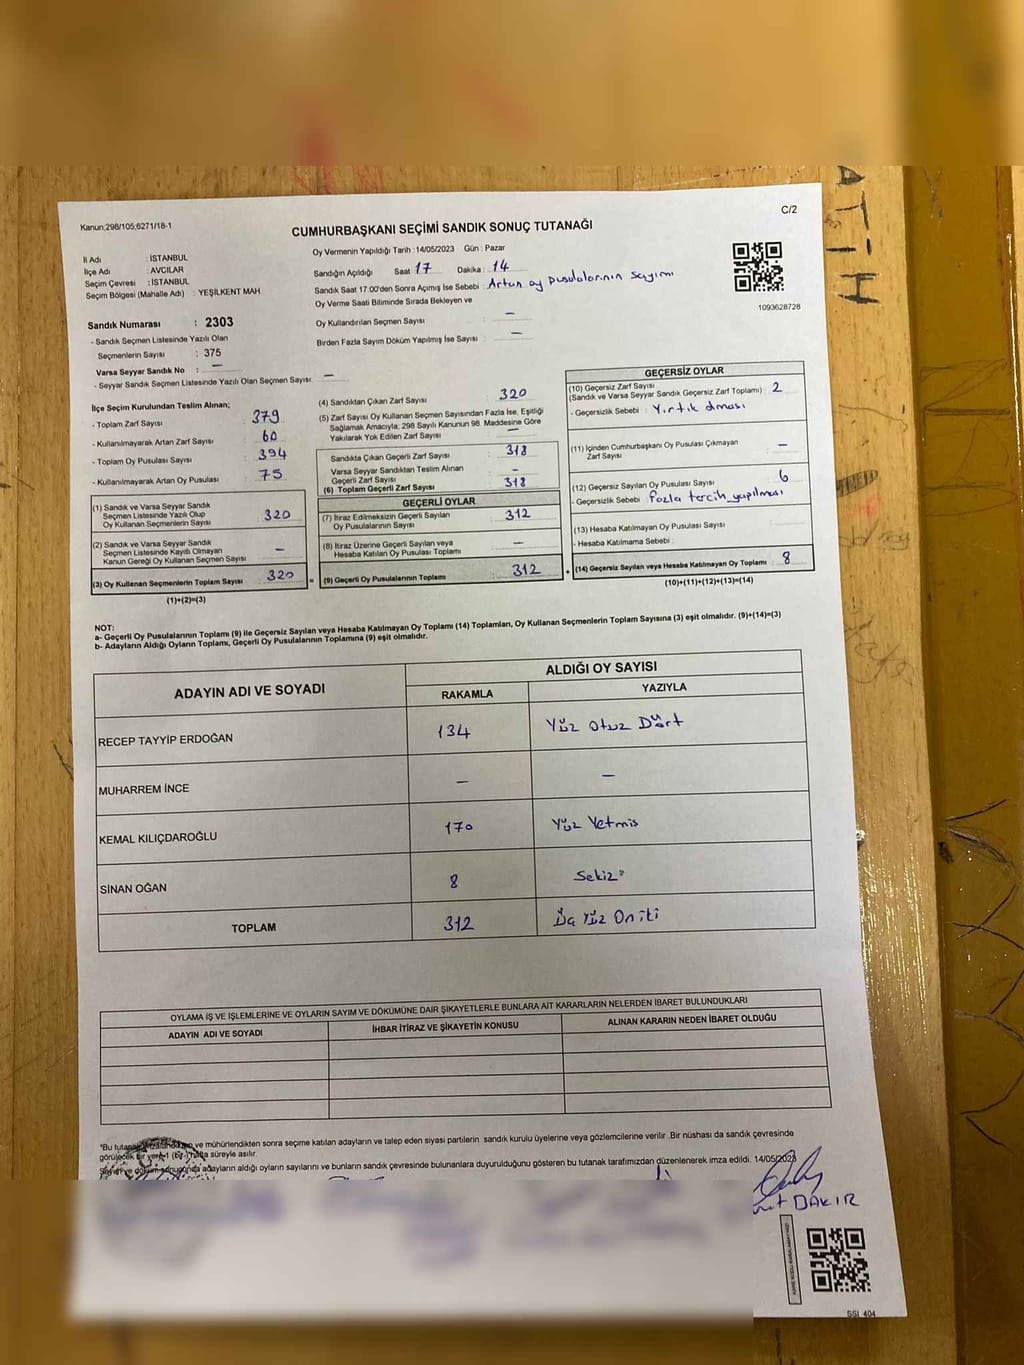 Kanun:298/105;6271/18-1
C/2
CUMHURBAŞKANI SEÇİMİ SANDIK SONUÇ TUTANAĞI
İl Adı : İSTANBUL
İlçe Adı : AVCILAR
Seçim Çevresi : İSTANBUL
Seçim Bölgesi (Mahalle Adı) : YEŞİLKENT MAH
Sandık Numarası : 2303
- Sandık Seçmen Listesinde Yazılı Olan
Seçmenlerin Sayısı : 375
Varsa Seyyar Sandık No : —
- Seyyar Sandık Seçmen Listesinde Yazılı Olan Seçmen Sayısı: —
Oy Vermenin Yapıldığı Tarih : 14/05/2023 Gün : Pazar
Sandığın Açıldığı Saat 17 Dakika : 14
Sandık Saat 17:00'den Sonra Açımış İse Sebebi : Artan oy pusulalarının sayımı
Oy Verme Saati Bitiminde Sırada Bekleyen ve
Oy Kullandırılan Seçmen Sayısı : —
Birden Fazla Sayım Döküm Yapılmış İse Sayısı : —
1093628728
İlçe Seçim Kurulundan Teslim Alınan;
- Toplam Zarf Sayısı : 379
- Kullanılmayarak Artan Zarf Sayısı : 60
- Toplam Oy Pusulası Sayısı : 394
- Kullanılmayarak Artan Oy Pusulası : 75
(1) Sandık ve Varsa Seyyar Sandık
Seçmen Listesinde Yazılı Olup
Oy Kullanan Seçmenlerin Sayısı : 320
(2) Sandık ve Varsa Seyyar Sandık
Seçmen Listesinde Kayıtlı Olmayan
Kanun Gereği Oy Kullanan Seçmen Sayısı : —
(3) Oy Kullanan Seçmenlerin Toplam Sayısı : 320
(1)+(2)=(3)
(4) Sandıktan Çıkan Zarf Sayısı : 320
(5) Zarf Sayısı Oy Kullanan Seçmen Sayısından Fazla İse, Eşitliği
Sağlamak Amacıyla; 298 Sayılı Kanunun 98. Maddesine Göre
Yakılarak Yok Edilen Zarf Sayısı : —
Sandıkta Çıkan Geçerli Zarf Sayısı : 318
Varsa Seyyar Sandıktan Teslim Alınan
Geçerli Zarf Sayısı : -
(6) Toplam Geçerli Zarf Sayısı : 318
GEÇERLİ OYLAR
(7) İtiraz Edilmeksizin Geçerli Sayılan
Oy Pusulalarının Sayısı : 312
(8) İtiraz Üzerine Geçerli Sayılan veya
Hesaba Katılan Oy Pusulası Toplamı : —
= (9) Geçerli Oy Pusulalarının Toplamı : 312
GEÇERSİZ OYLAR
(10) Geçersiz Zarf Sayısı
(Sandık ve Varsa Seyyar Sandık Geçersiz Zarf Toplamı) : 2
- Geçersizlik Sebebi : Yırtık olması
(11) İçinden Cumhurbaşkanı Oy Pusulası Çıkmayan
Zarf Sayısı : —
(12) Geçersiz Sayılan Oy Pusulası Sayısı : 6
- Geçersizlik Sebebi : fazla tercih yapılması
(13) Hesaba Katılmayan Oy Pusulası Sayısı :
- Hesaba Katılmama Sebebi :
+ (14) Geçersiz Sayılan veya Hesaba Katılmayan Oy Toplamı : 8
(10)+(11)+(12)+(13)=(14)
NOT:
a- Geçerli Oy Pusulalarının Toplamı (9) ile Geçersiz Sayılan veya Hesaba Katılmayan Oy Toplamı (14) Toplamları, Oy Kullanan Seçmenlerin Toplam Sayısına (3) eşit olmalıdır. (9)+(14)=(3)
b- Adayların Aldığı Oyların Toplamı, Geçerli Oy Pusulalarının Toplamına (9) eşit olmalıdır.
ADAYIN ADI VE SOYADI
ALDIĞI OY SAYISI
RAKAMLA YAZIYLA
RECEP TAYYİP ERDOĞAN 134 Yüz Otuz Dört
MUHARREM İNCE — —
KEMAL KILIÇDAROĞLU 170 Yüz Yetmis
SİNAN OĞAN 8 Sekiz
TOPLAM 312 Üç Yüz On iki
OYLAMA İŞ VE İŞLEMLERİNE VE OYLARIN SAYIM VE DÖKÜMÜNE DAİR ŞİKAYETLERLE BUNLARA AİT KARARLARIN NELERDEN İBARET BULUNDUKLARI
ADAYIN ADI VE SOYADI İHBAR İTİRAZ VE ŞİKAYETİN KONUSU ALINAN KARARIN NEDEN İBARET OLDUĞU
*Bu ve mühürlendikten sonra seçime katılan adayların ve talep eden siyasi partilerin sandık kurulu üyelerine veya gözlemcilerine verilir .Bir nüshası da sandık çevresinde
görülecek bir yere 1 (bir) hafta süreyle asılır.
adayların aldığı oyların sayılarını ve bunların sandık çevresinde bulunanlara duyurulduğunu gösteren bu tutanak tarafımızdan düzenlenerek imza edildi. 14/05/2023
DAKIR
SSI 404
FATİH